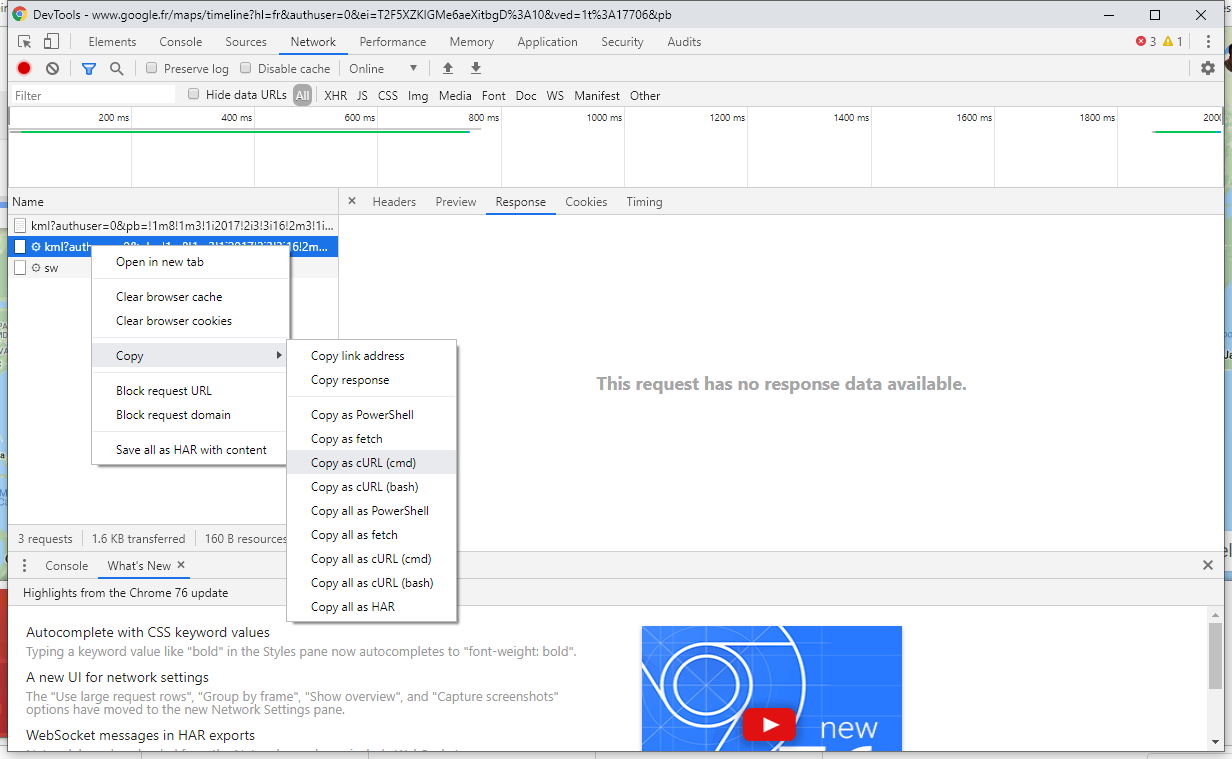 DevTools - www.google.fr/maps/timeline?hl=fr&authuser=0&ei=T2F5XZKlGMe6aeXitbgD%3A10&ved=1t%3A17706&pb
Elements Console Sources Network Performance Memory Application Security Audits 3 1
Preserve log Disable cache Online
Filter Hide data URLs All XHR JS CSS Img Media Font Doc WS Manifest Other
200 ms 400 ms 600 ms 800 ms 1000 ms 1200 ms 1400 ms 1600 ms 1800 ms 200
Name × Headers Preview Response Cookies Timing
kml?authuser=0&pb=!1m8!1m3!1i2017!2i3!3i16!2m3!1i...
sw
Open in new tab
Clear browser cache
Clear browser cookies
Copy
Block request URL
Block request domain
Save all as HAR with content
Copy link address
Copy response
Copy as PowerShell
Copy as fetch
Copy as cURL (cmd)
Copy as cURL (bash)
Copy all as PowerShell
Copy all as fetch
Copy all as cURL (cmd)
Copy all as cURL (bash)
Copy all as HAR
This request has no response data available.
3 requests 1.6 KB transferred 160 B resources
Console What's New ×
Highlights from the Chrome 76 update
Autocomplete with CSS keyword values
Typing a keyword value like "bold" in the Styles pane now autocompletes to "font-weight: bold".
A new UI for network settings
The "Use large request rows", "Group by frame", "Show overview", and "Capture screenshots"
options have moved to the new Network Settings pane.
WebSocket messages in HAR exports
new